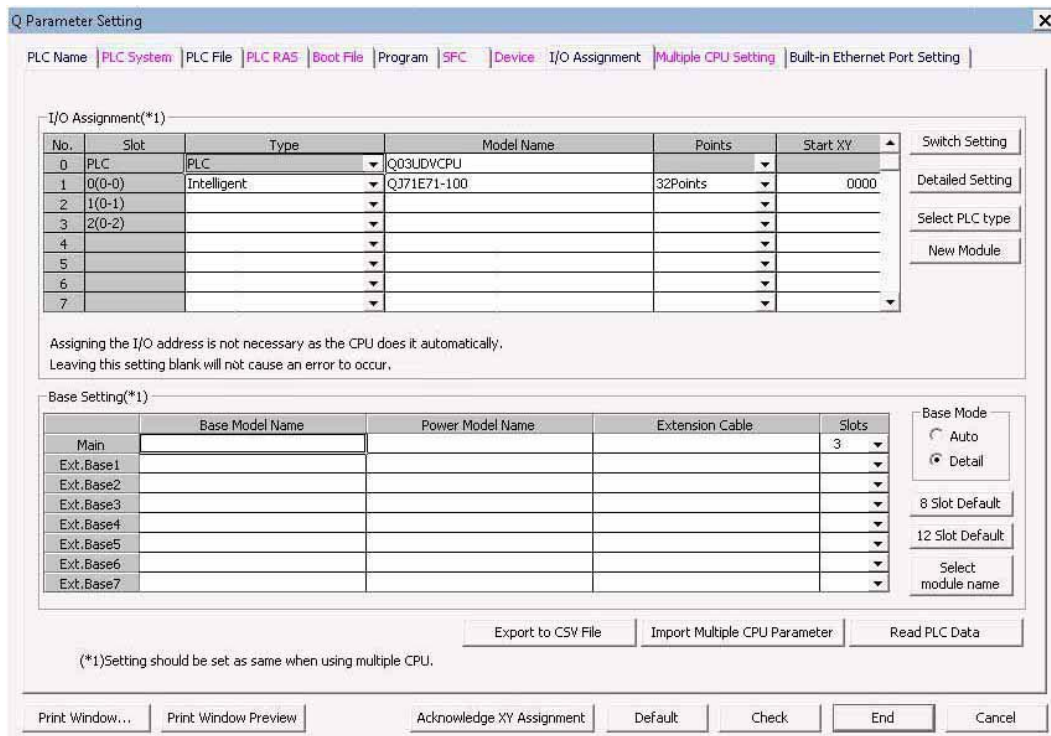 Q Parameter Setting
PLC Name PLC System PLC File PLC RAS Boot File Program SFC Device I/O Assignment Multiple CPU Setting Built-in Ethernet Port Setting
I/O Assignment(*1)
No. Slot Type Model Name Points Start XY
0 PLC PLC Q03UDVCPU
1 0(0-0) Intelligent QJ71E71-100 32Points 0000
2 1(0-1)
3 2(0-2)
4
5
6
7
Switch Setting
Detailed Setting
Select PLC type
New Module
Assigning the I/O address is not necessary as the CPU does it automatically.
Leaving this setting blank will not cause an error to occur.
Base Setting(*1)
Base Model Name Power Model Name Extension Cable Slots
Main 3
Ext.Base1
Ext.Base2
Ext.Base3
Ext.Base4
Ext.Base5
Ext.Base6
Ext.Base7
Base Mode
Auto
Detail
8 Slot Default
12 Slot Default
Select
module name
Export to CSV File Import Multiple CPU Parameter Read PLC Data
(*1)Setting should be set as same when using multiple CPU.
Print Window... Print Window Preview Acknowledge XY Assignment Default Check End Cancel